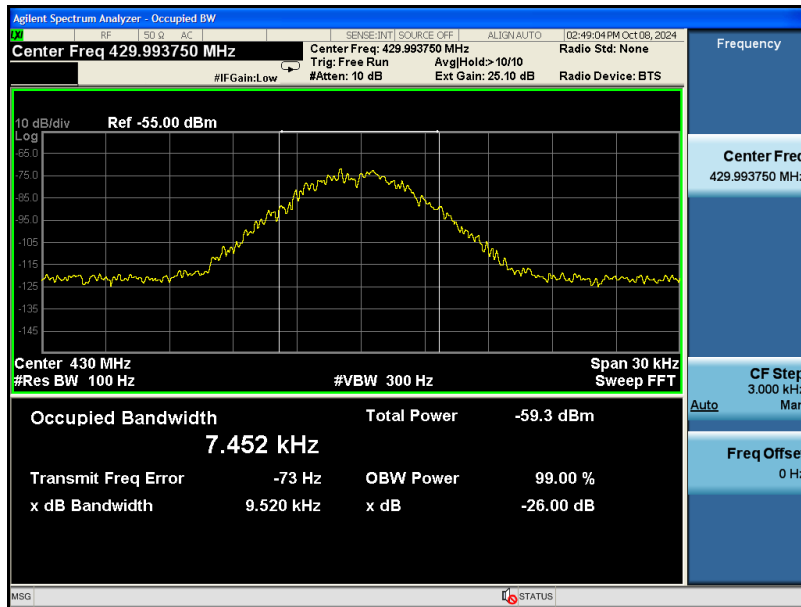 Agilent Spectrum Analyzer - Occupied BW
LXI RF 50 Ω AC SENSE:INT SOURCE OFF ALIGN AUTO 02:49:04 PM Oct 08, 2024
Center Freq 429.993750 MHz
Center Freq: 429.993750 MHz Radio Std: None
Trig: Free Run Avg|Hold:> 10/10
#IFGain:Low #Atten: 10 dB Ext Gain: 25.10 dB Radio Device: BTS
10 dB/div Ref -55.00 dBm
Log
-65.0
-75.0
-85.0
-95.0
-105
-115
-125
-135
-145
Center 430 MHz Span 30 kHz
#Res BW 100 Hz #VBW 300 Hz Sweep FFT
Occupied Bandwidth Total Power -59.3 dBm
7.452 kHz
Transmit Freq Error -73 Hz OBW Power 99.00 %
x dB Bandwidth 9.520 kHz x dB -26.00 dB
Frequency
Center Freq
429.993750 MHz
CF Step
3.000 kHz
Auto Man
Freq Offset
0 Hz
MSG STATUS